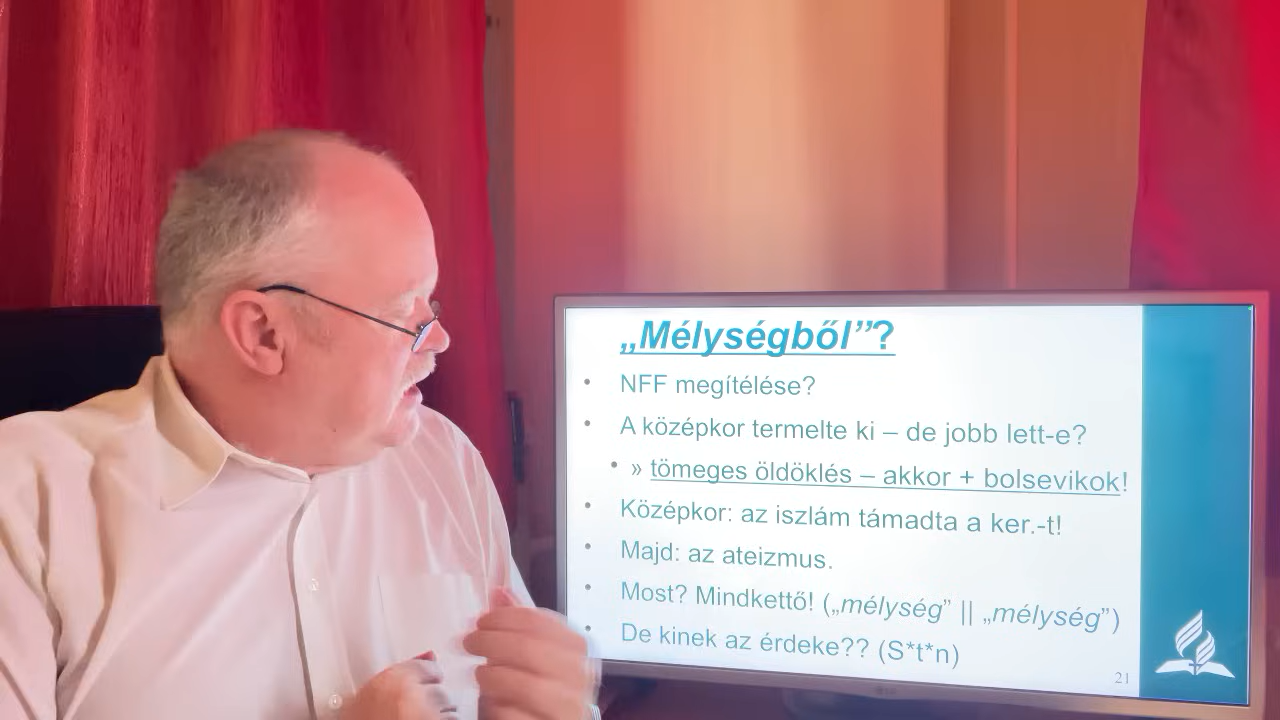 „Mélységből”?
• NFF megítélése?
• A középkor termelte ki – de jobb lett-e?
• » tömeges öldöklés – akkor + bolsevikok!
• Középkor: az iszlám támadta a ker.-t!
• Majd: az ateizmus.
• Most? Mindkettő! („mélység” || „mélység”)
• De kinek az érdeke?? (S*t*n)
21